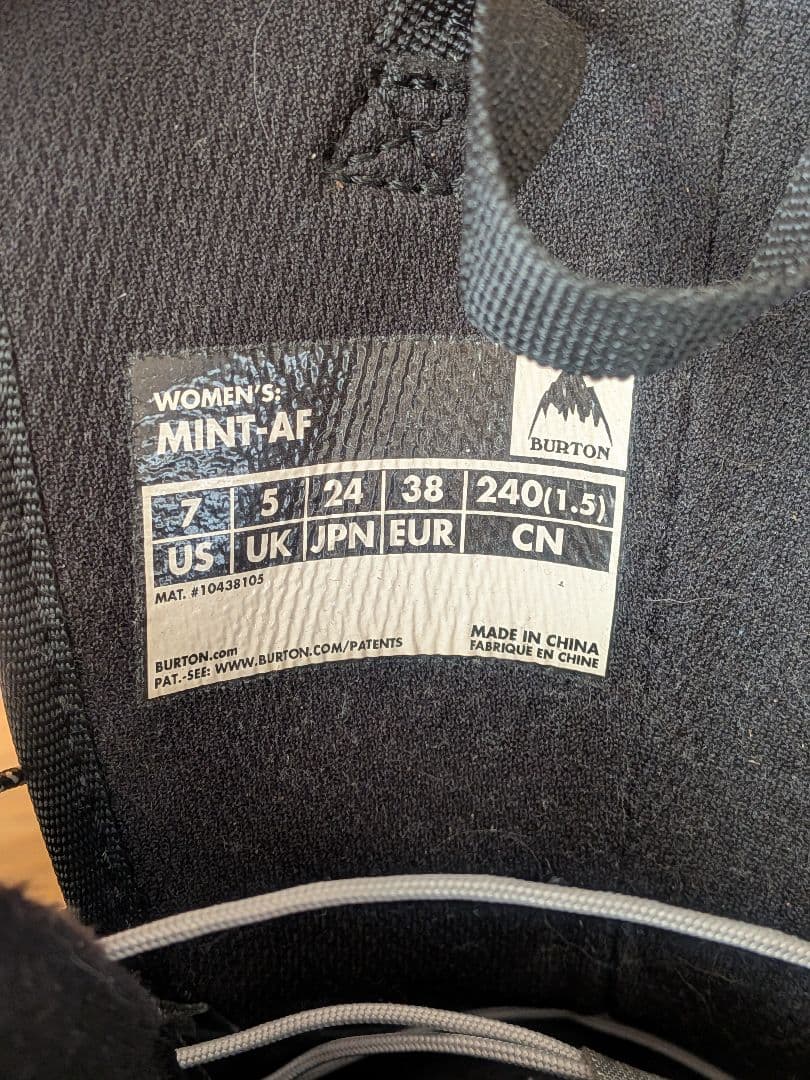 WOMEN'S:
MINT-AF
BURTON
7 5 24 38 240(1.5)
US UK JPN EUR CN
MAT. #10438105
BURTON.com
PAT.-SEE: WWW.BURTON.COM/PATENTS
MADE IN CHINA
FABRIQUE EN CHINE